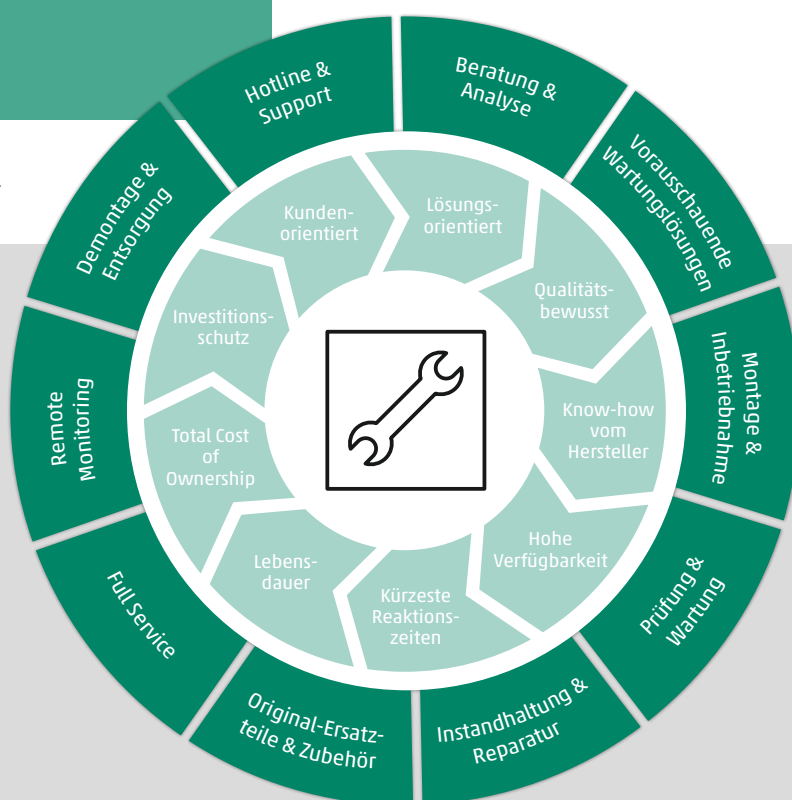 Hotline &
Support
Beratung &
Analyse
Vorausschauende
Wartungslösungen
Montage &
Inbetriebnahme
Prüfung &
Wartung
Instandhaltung &
Reparatur
Original-Ersatz-
teile & Zubehör
Full Service
Remote
Monitoring
Demontage &
Entsorgung
Kunden-
orientiert
Lösungs-
orientiert
Qualitäts-
bewusst
Know-how
vom
Hersteller
Hohe
Verfügbarkeit
Kürzeste
Reaktions-
zeiten
Lebens-
dauer
Total Cost
of
Ownership
Investitions-
schutz